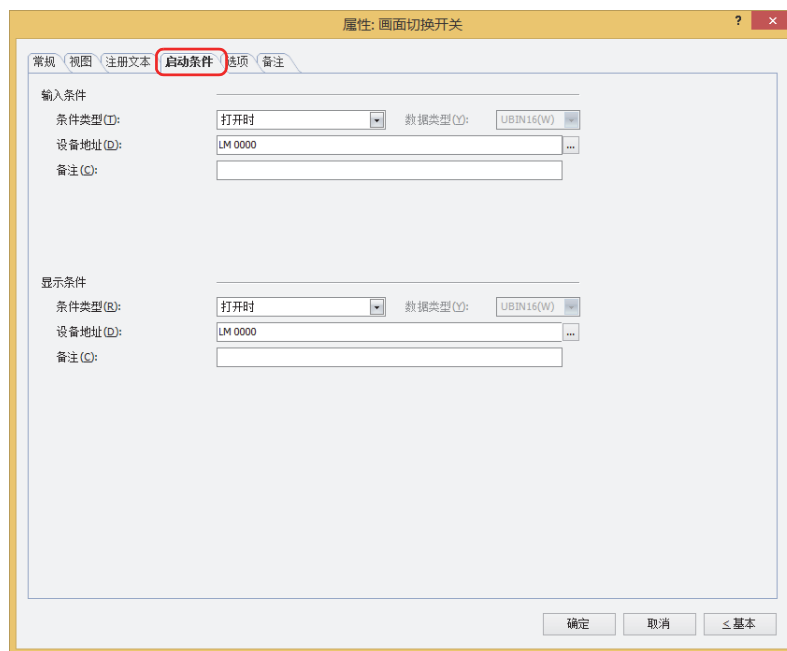 属性: 画面切换开关 ? ×
常规 视图 注册文本 启动条件 选项 备注
输入条件
条件类型(T): 打开时 数据类型(Y): UBIN16(W)
设备地址(D): LM 0000 ...
备注(C):
显示条件
条件类型(R): 打开时 数据类型(Y): UBIN16(W)
设备地址(D): LM 0000 ...
备注(C):
确定 取消 ≤基本